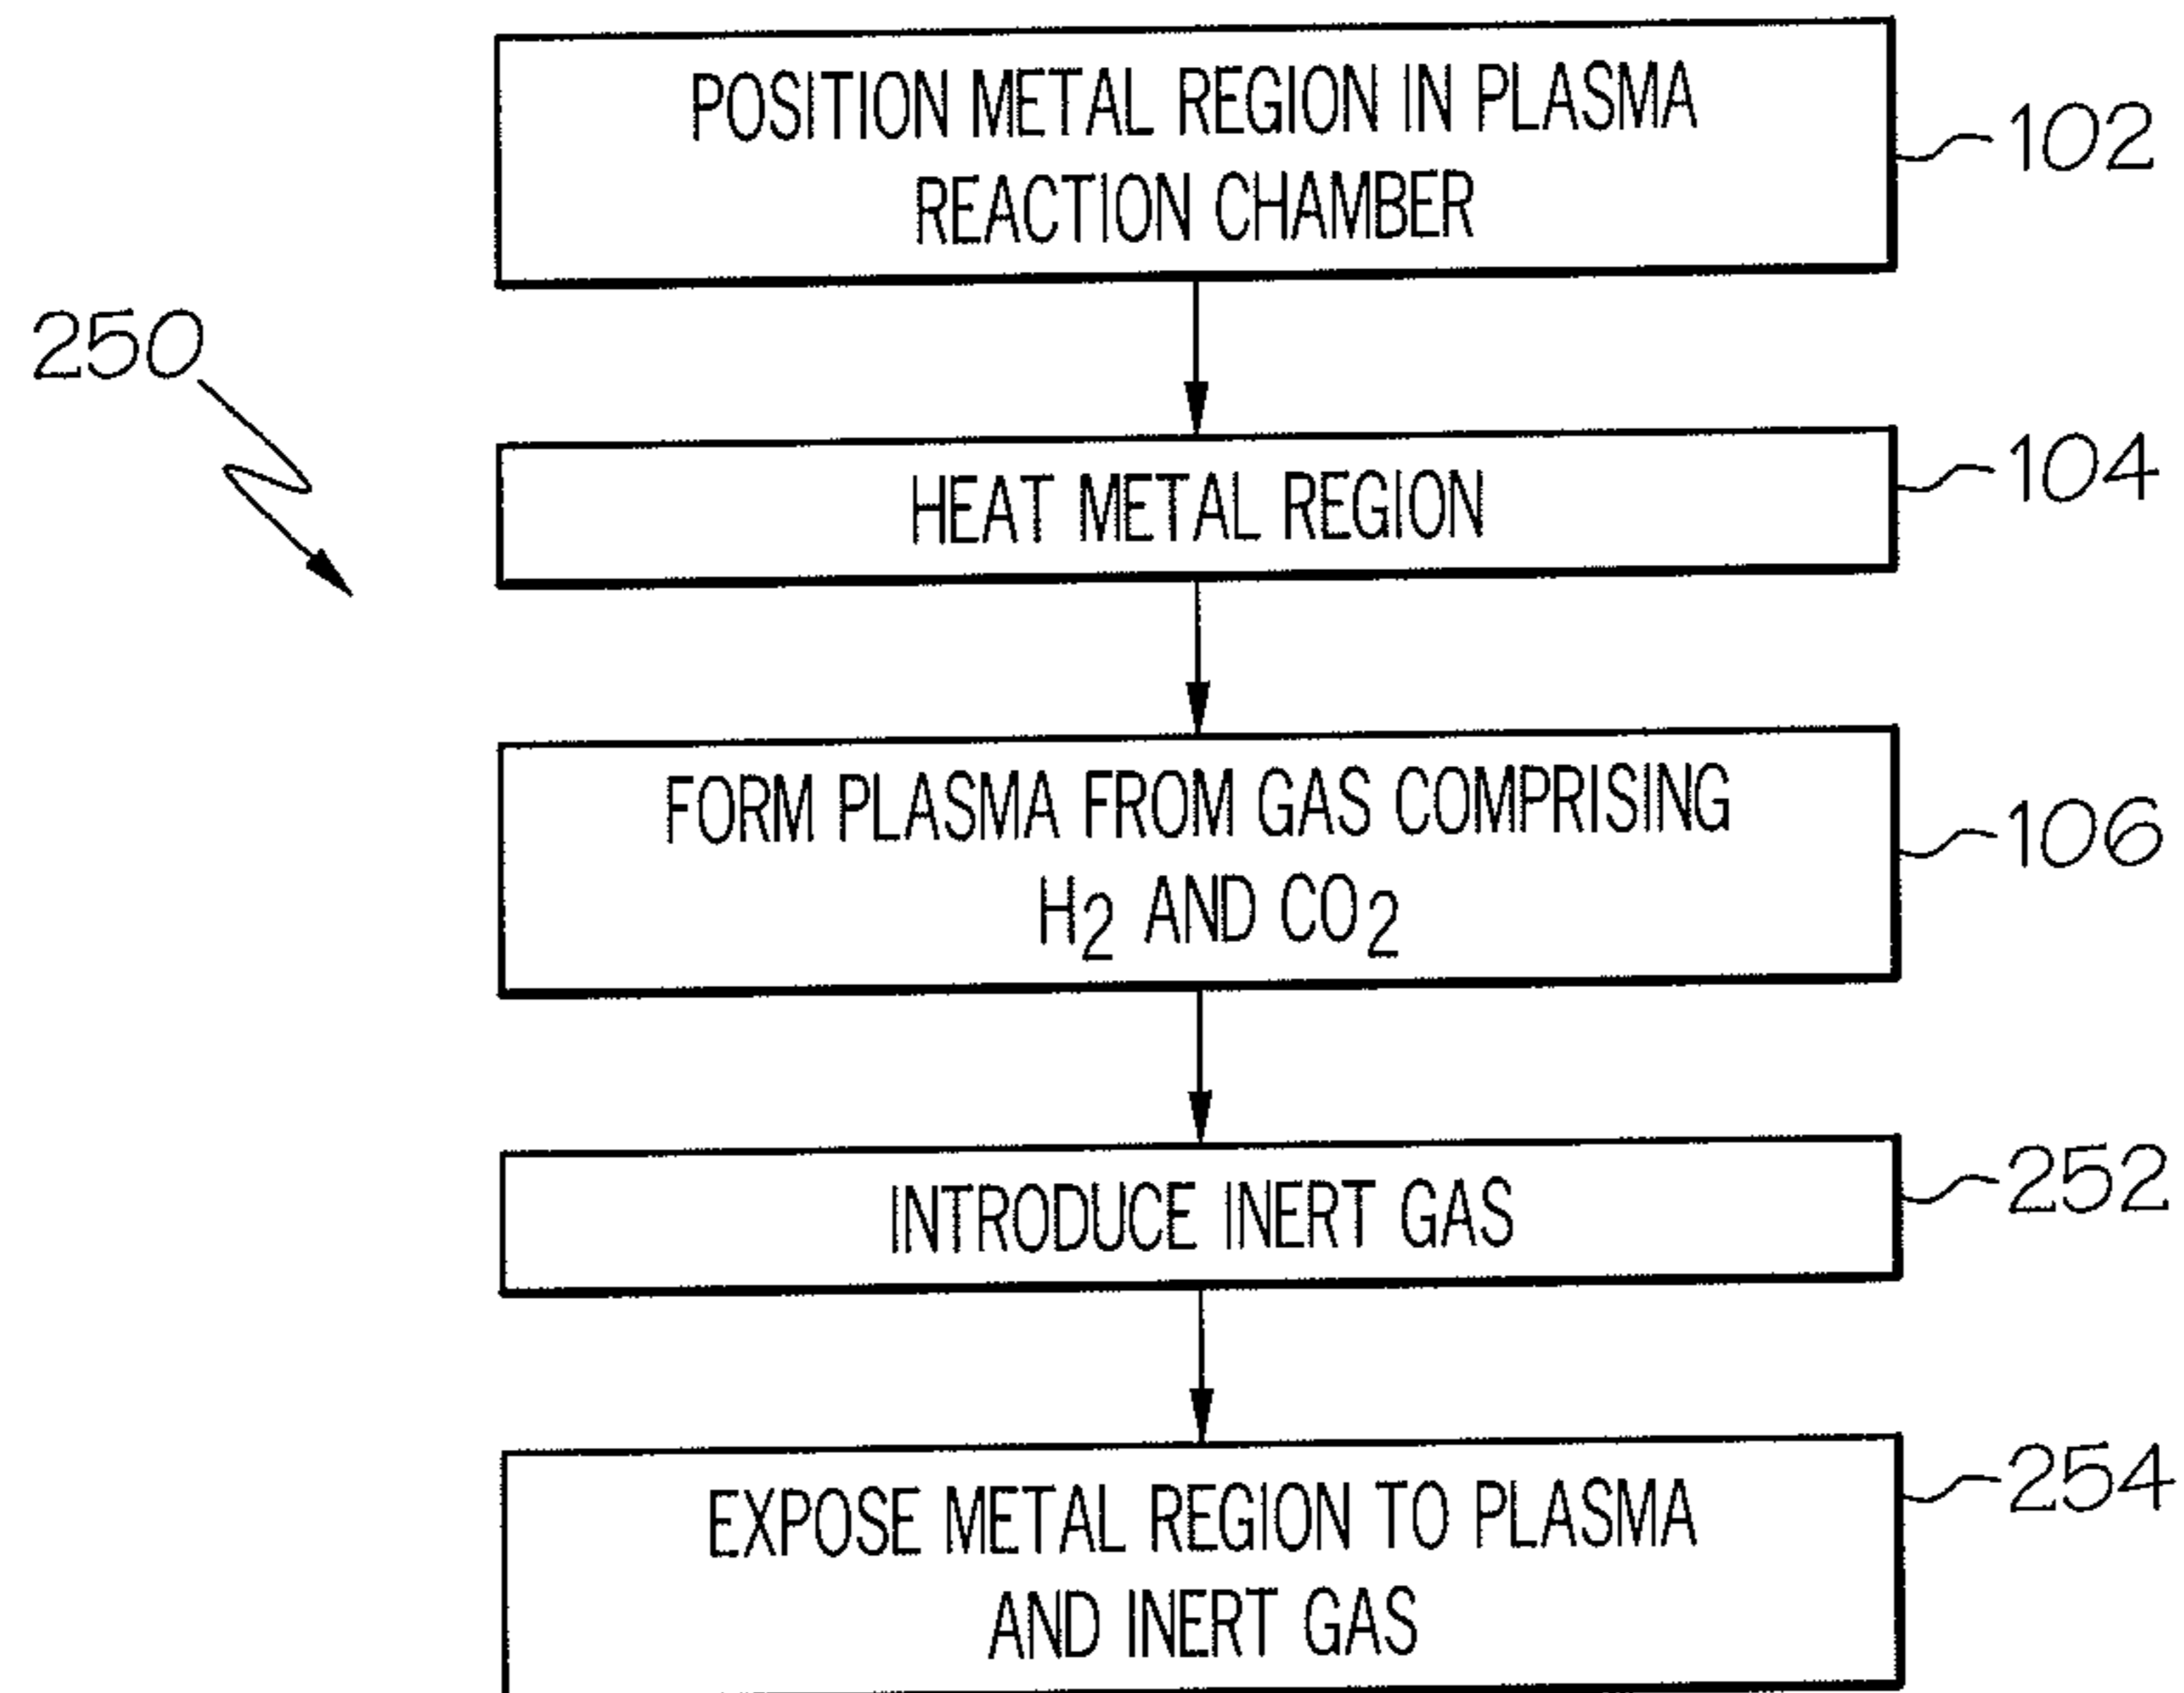 POSITION METAL REGION IN PLASMA
REACTION CHAMBER
102
250
HEAT METAL REGION
104
FORM PLASMA FROM GAS COMPRISING
H₂ AND CO₂
106
INTRODUCE INERT GAS
252
EXPOSE METAL REGION TO PLASMA
AND INERT GAS
254